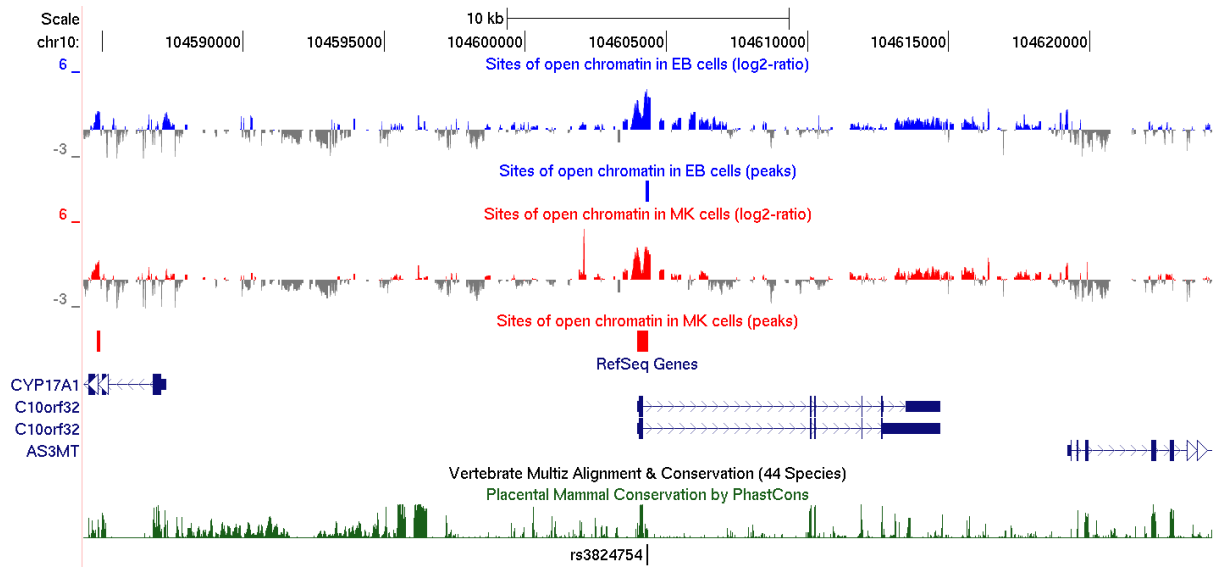 Scale 10 kb
chr10: 104590000 104595000 104600000 104605000 104610000 104615000 104620000
Sites of open chromatin in EB cells (log2-ratio)
6
-3
Sites of open chromatin in EB cells (peaks)
Sites of open chromatin in MK cells (log2-ratio)
6
-3
Sites of open chromatin in MK cells (peaks)
RefSeq Genes
CYP17A1
C10orf32
C10orf32
AS3MT
Vertebrate Multiz Alignment & Conservation (44 Species)
Placental Mammal Conservation by PhastCons
rs3824754